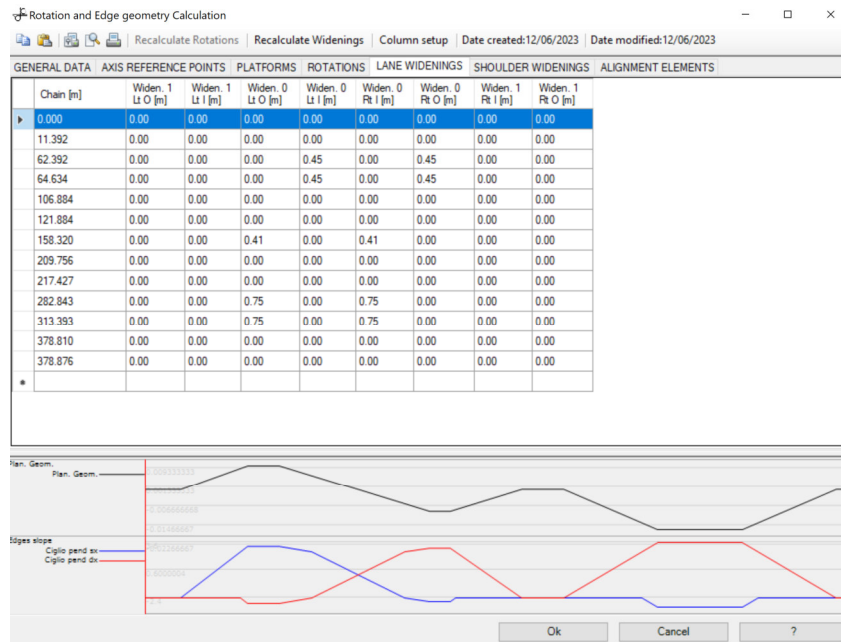 Rotation and Edge geometry Calculation
Recalculate Rotations Recalculate Widenings Column setup Date created:12/06/2023 Date modified:12/06/2023
GENERAL DATA AXIS REFERENCE POINTS PLATFORMS ROTATIONS LANE WIDENINGS SHOULDER WIDENINGS ALIGNMENT ELEMENTS
Chain [m] Widen. 1 Lt O [m] Widen. 1 Lt I [m] Widen. 0 Lt O [m] Widen. 0 Lt I [m] Widen. 0 Rt I [m] Widen. 0 Rt O [m] Widen. 1 Rt I [m] Widen. 1 Rt O [m]
0.000 0.00 0.00 0.00 0.00 0.00 0.00 0.00 0.00
11.392 0.00 0.00 0.00 0.00 0.00 0.00 0.00 0.00
62.392 0.00 0.00 0.00 0.45 0.00 0.45 0.00 0.00
64.634 0.00 0.00 0.00 0.45 0.00 0.45 0.00 0.00
106.884 0.00 0.00 0.00 0.00 0.00 0.00 0.00 0.00
121.884 0.00 0.00 0.00 0.00 0.00 0.00 0.00 0.00
158.320 0.00 0.00 0.41 0.00 0.41 0.00 0.00 0.00
209.756 0.00 0.00 0.00 0.00 0.00 0.00 0.00 0.00
217.427 0.00 0.00 0.00 0.00 0.00 0.00 0.00 0.00
282.843 0.00 0.00 0.75 0.00 0.75 0.00 0.00 0.00
313.393 0.00 0.00 0.75 0.00 0.75 0.00 0.00 0.00
378.810 0.00 0.00 0.00 0.00 0.00 0.00 0.00 0.00
378.876 0.00 0.00 0.00 0.00 0.00 0.00 0.00 0.00
Plan. Geom.
Plan. Geom.
Edges slope
Ciglio pend sx
Ciglio pend dx
Ok Cancel ?